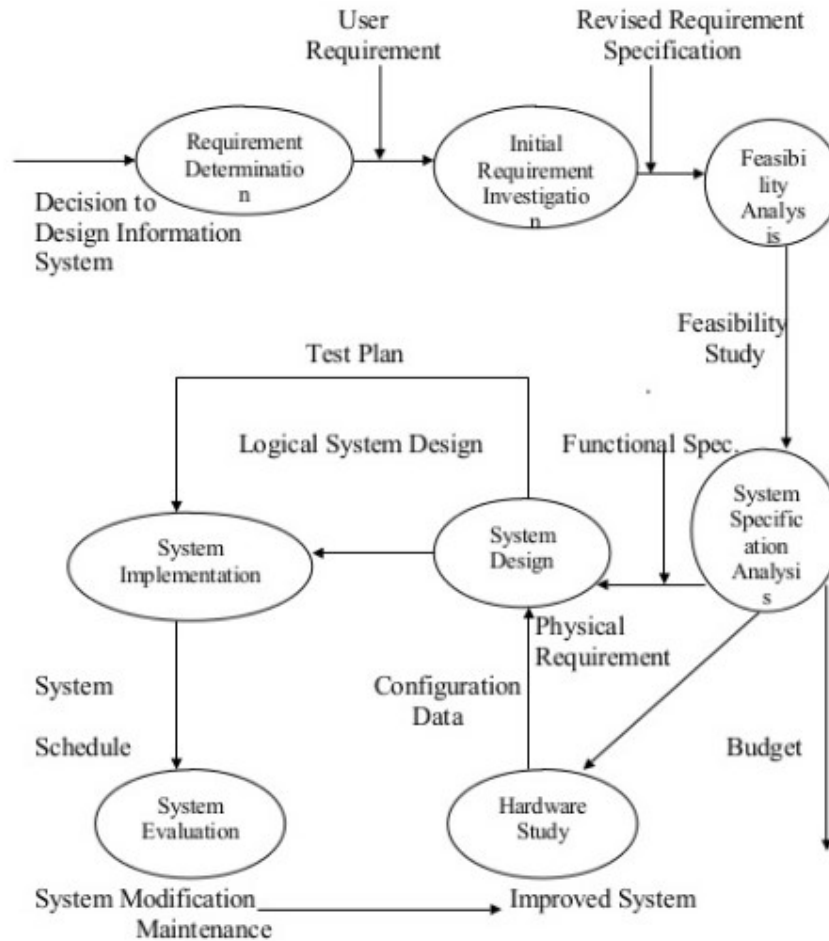 User
Requirement
Revised Requirement
Specification
Requirement
Determinatio
n
Initial
Requirement
Investigatio
n
Feasibi
lity
Analys
is
Decision to
Design Information
System
Feasibility
Study
Test Plan
Logical System Design
Functional Spec.
System
Implementation
System
Design
System
Specific
ation
Analysi
s
Physical
Requirement
Configuration
Data
System
Schedule
Budget
System
Evaluation
Hardware
Study
System Modification
Maintenance
Improved System